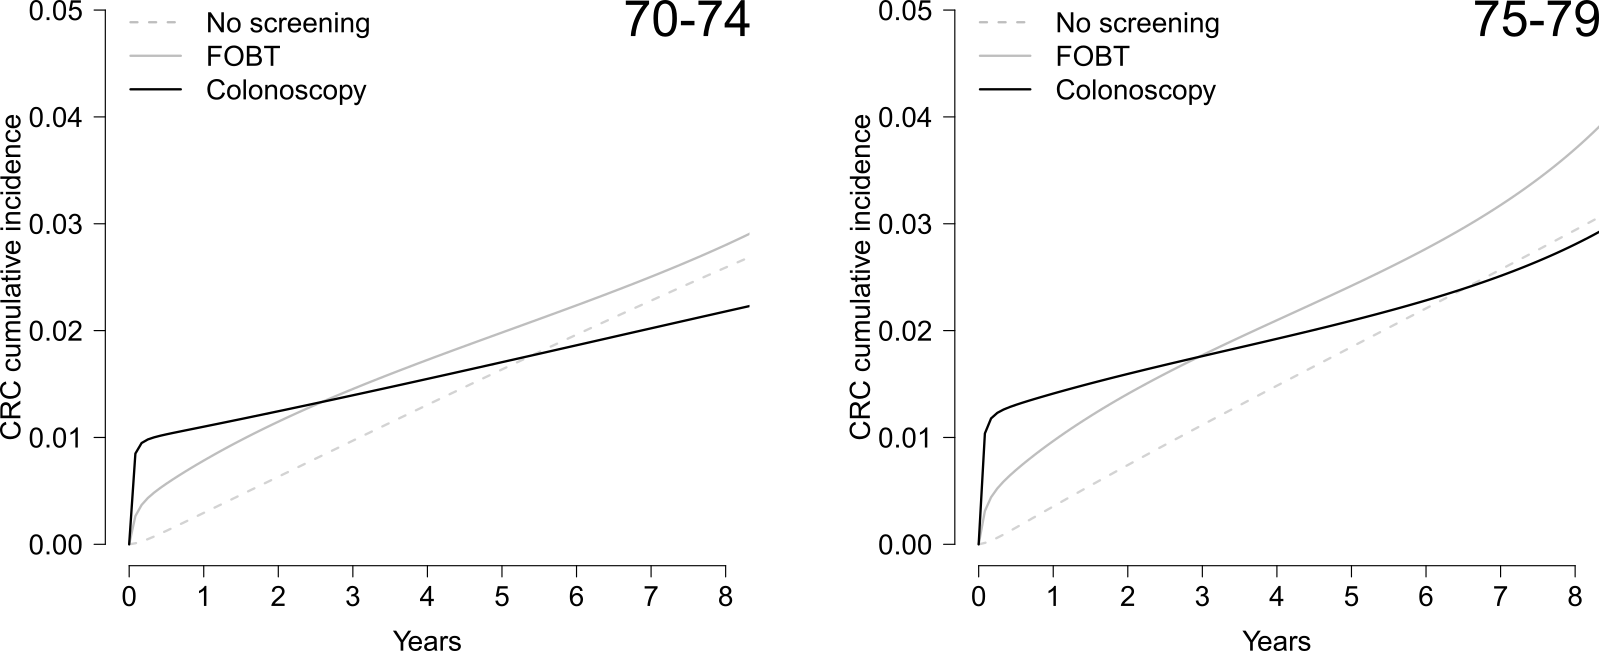 70-74
No screening
FOBT
Colonoscopy
CRC cumulative incidence
0.05
0.04
0.03
0.02
0.01
0.00
0 1 2 3 4 5 6 7 8
Years
75-79
No screening
FOBT
Colonoscopy
CRC cumulative incidence
0.05
0.04
0.03
0.02
0.01
0.00
0 1 2 3 4 5 6 7 8
Years